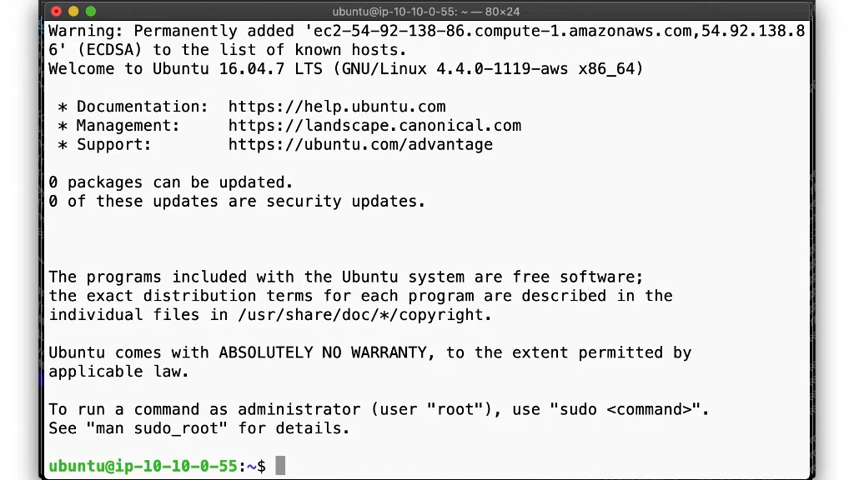 ubuntu@ip-10-10-0-55: ~ — 80×24
Warning: Permanently added 'ec2-54-92-138-86.compute-1.amazonaws.com,54.92.138.8
6' (ECDSA) to the list of known hosts.
Welcome to Ubuntu 16.04.7 LTS (GNU/Linux 4.4.0-1119-aws x86_64)
* Documentation:  https://help.ubuntu.com
* Management:     https://landscape.canonical.com
* Support:        https://ubuntu.com/advantage
0 packages can be updated.
0 of these updates are security updates.
The programs included with the Ubuntu system are free software;
the exact distribution terms for each program are described in the
individual files in /usr/share/doc/*/copyright.
Ubuntu comes with ABSOLUTELY NO WARRANTY, to the extent permitted by
applicable law.
To run a command as administrator (user "root"), use "sudo <command>".
See "man sudo_root" for details.
ubuntu@ip-10-10-0-55:~$